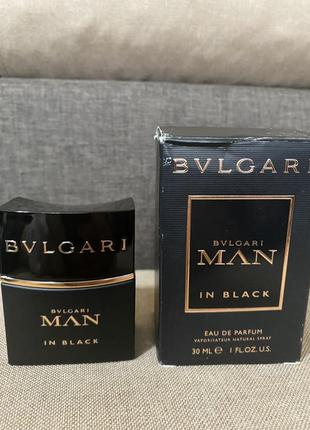 BVLGARI
BVLGARI
MAN
IN BLACK
BVLGARI
BVLGARI
MAN
IN BLACK
EAU DE PARFUM
VAPORISATEUR NATURAL SPRAY
30 ML ℮ 1 FL.OZ. U.S.